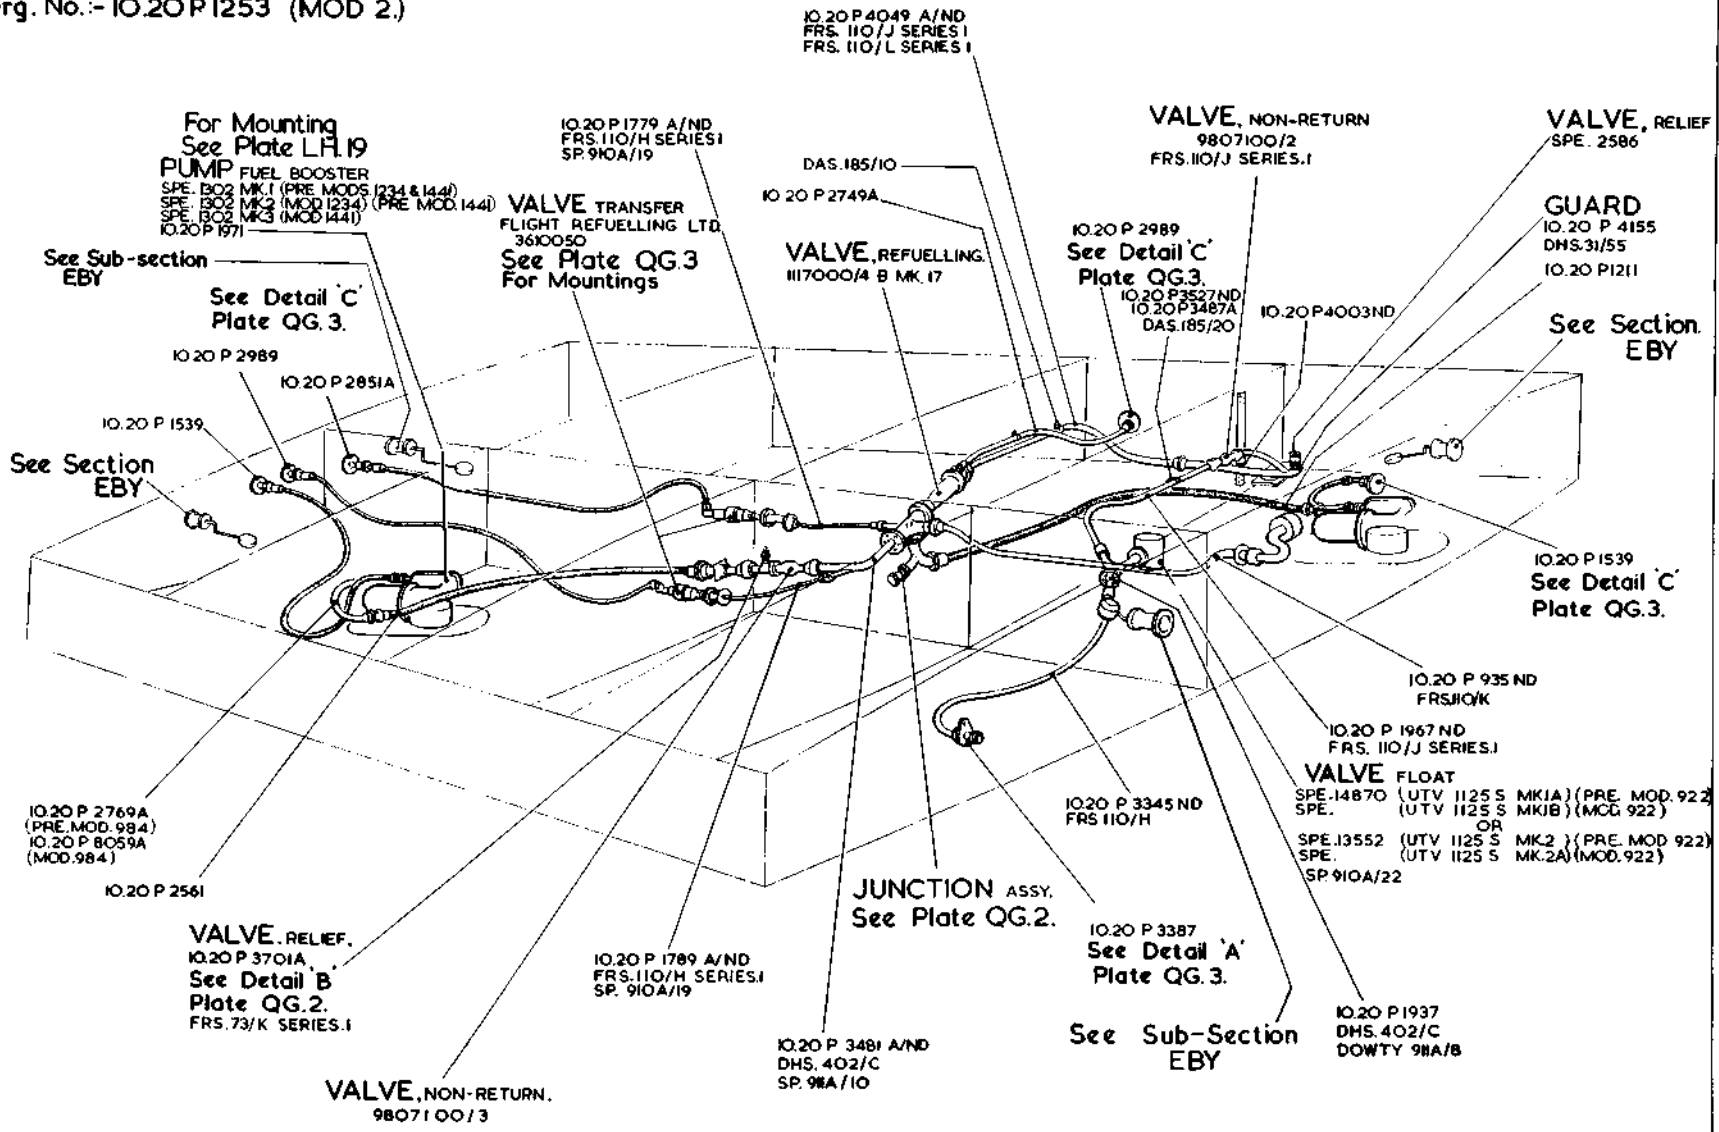 rg. No.:- 10.20 P 1253 (MOD 2.)
10.20 P 4049 A/ND
FRS. 110/J SERIES 1
FRS. 110/L SERIES 1
For Mounting
See Plate LH.19
PUMP FUEL BOOSTER
SPE. 1302 MK.1 (PRE MODS. 1234 & 1441)
SPE. 1302 MK2 (MOD 1234) (PRE MOD. 1441)
SPE. 1302 MK3 (MOD 1441)
10.20 P 1971
See Sub-section
EBY
See Detail 'C'
Plate QG. 3.
10.20 P 2989
10.20 P 2851A
10.20 P 1539
See Section
EBY
10.20 P 1779 A/ND
FRS. 110/H SERIES 1
SP. 910A/19
VALVE TRANSFER
FLIGHT REFUELLING LTD
3610050
See Plate QG.3
For Mountings
DAS. 185/10
10 20 P 2749A
VALVE, REFUELLING.
1117000/4 B MK. 17
10.20 P 2989
See Detail 'C'
Plate QG.3.
10.20 P3527ND
10.20 P3487A
DAS. 185/20
VALVE, NON-RETURN
9807100/2
FRS. 110/J SERIES. 1
10.20 P4003ND
VALVE, RELIEF
SPE. 2586
GUARD
10.20 P 4155
DHS. 31/55
10.20 P1211
See Section.
EBY
10.20 P1539
See Detail 'C'
Plate QG.3.
10.20 P 935 ND
FRS.110/K
10.20 P 1967 ND
FRS. 110/J SERIES.1
VALVE FLOAT
SPE. 14870 (UTV 1125 S MK1A) (PRE. MOD. 922)
SPE. (UTV 1125 S MK1B) (MOD. 922)
OR
SPE. 13552 (UTV 1125 S MK.2 ) (PRE. MOD 922)
SPE. (UTV 1125 S MK.2A) (MOD. 922)
SP. 910A/22
10.20 P 3345 ND
FRS 110/H
10.20 P 2769A
(PRE. MOD. 984)
10.20 P 8059A
(MOD. 984)
10.20 P 2561
VALVE. RELIEF.
10.20 P 3701A
See Detail 'B'
Plate QG.2.
FRS. 73/K SERIES.1
VALVE, NON-RETURN.
9807100/3
10.20 P 1789 A/ND
FRS. 110/H SERIES.1
SP. 910A/19
10.20 P 3481 A/ND
DHS. 402/C
SP. 911A/10
JUNCTION ASSY.
See Plate QG.2.
10.20 P 3387
See Detail 'A'
Plate QG. 3.
See Sub-Section
EBY
10.20 P1937
DHS. 402/C
DOWTY 911A/8